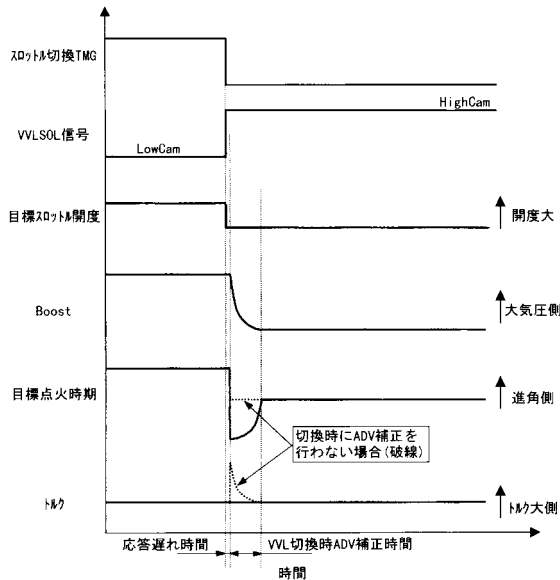 ｽﾛｯﾄﾙ切換TMG
HighCam
VVLSOL信号
LowCam
目標ｽﾛｯﾄﾙ開度
開度大
Boost
大気圧側
目標点火時期
進角側
切換時にADV補正を
行わない場合(破線)
ﾄﾙｸ
ﾄﾙｸ大側
応答遅れ時間
VVL切換時ADV補正時間
時間